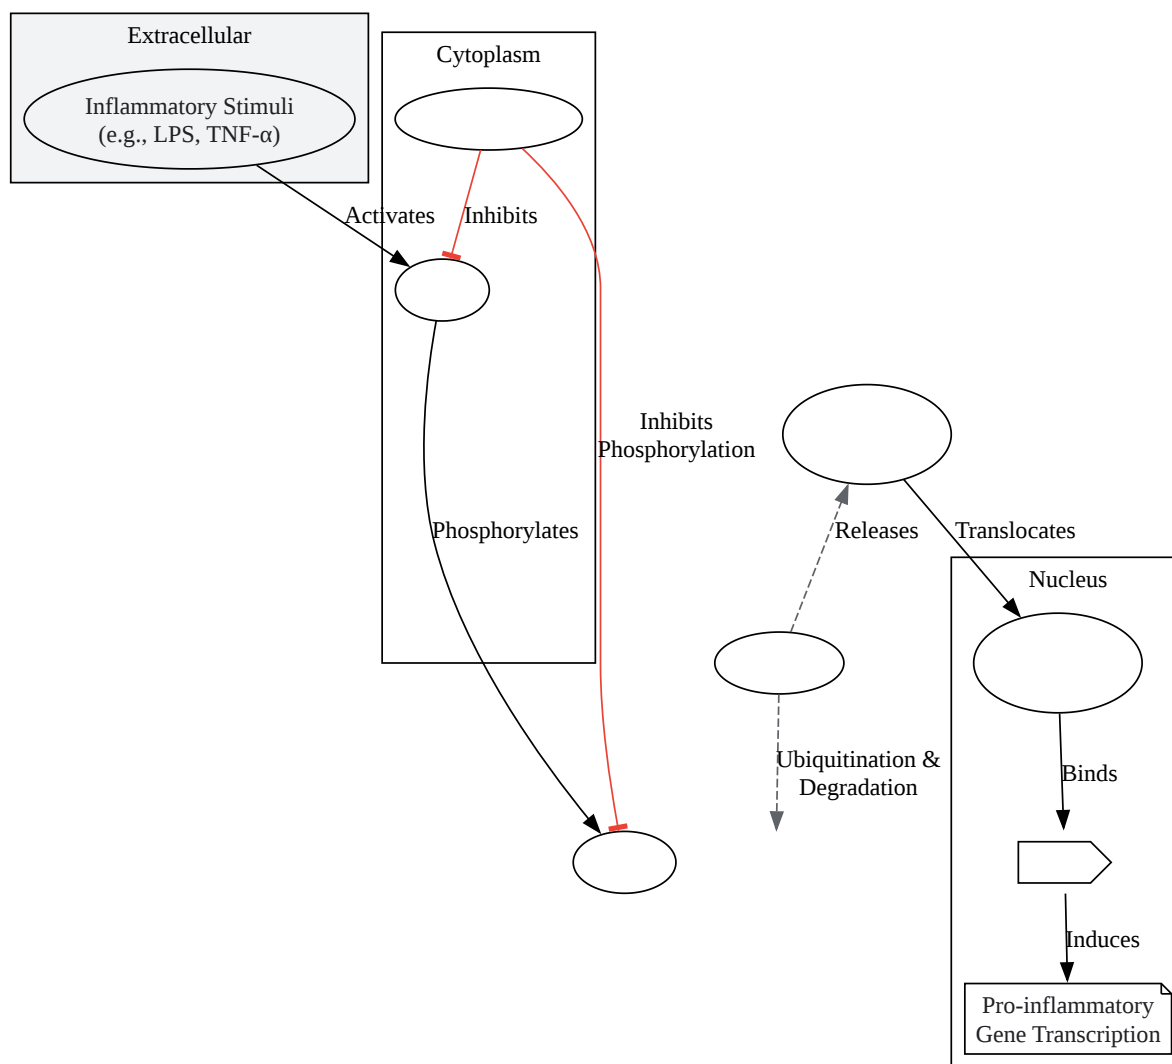 Extracellular
Inflammatory Stimuli
(e.g., LPS, TNF-α)
Cytoplasm
Activates
Inhibits
Inhibits
Phosphorylation
Phosphorylates
Releases
Translocates
Nucleus
Ubiquitination &
Degradation
Binds
Induces
Pro-inflammatory
Gene Transcription